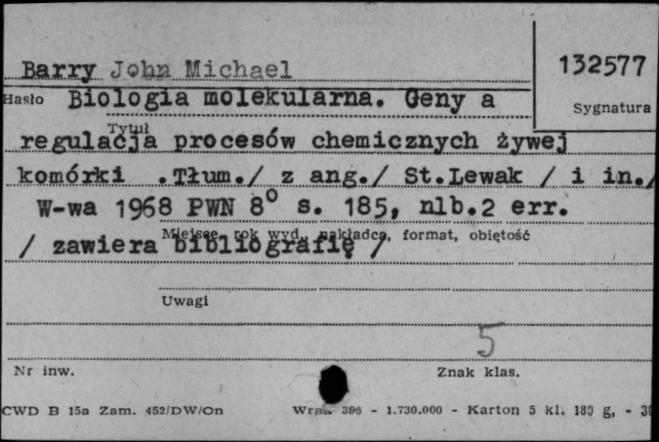 Barry John Michael
132577
Hasło Biologia molekularna. Geny a
Sygnatura
Tytuł
regulacja procesów chemicznych żywej
komórki .Tłum./ z ang./ St.Lewak / i in./
W-wa 1968 PWN 8° s. 185, nlb.2 err.
Miejsce, rok wyd., nakładca, format, objętość
/ zawiera bibliografię /
Uwagi
5
Nr inw.
Znak klas.
CWD B 15a Zam. 452/DW/On
396 - 1.730.000 - Karton 5 kl. 180 g, -